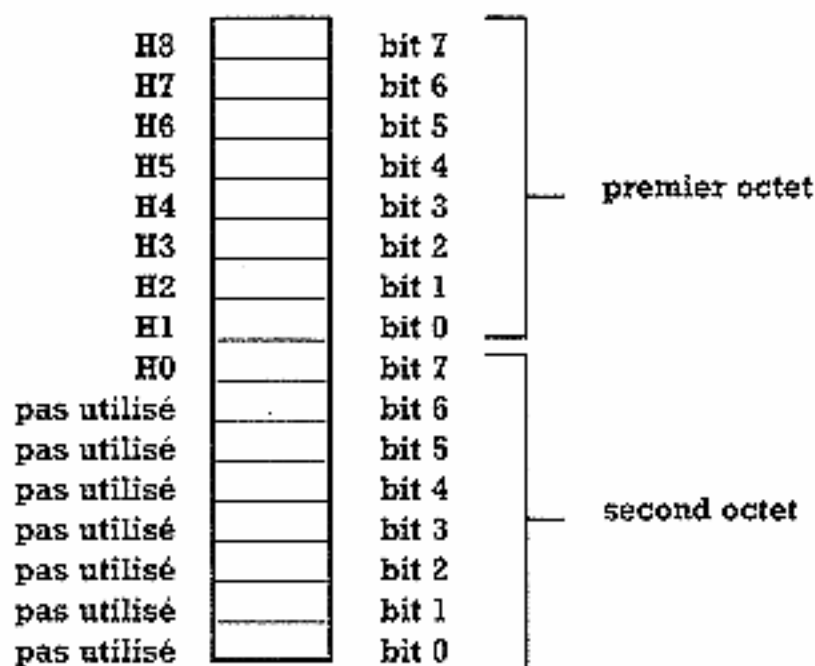 H8 bit 7
H7 bit 6
H6 bit 5
H5 bit 4
H4 bit 3
premier octet
H3 bit 2
H2 bit 1
H1 bit 0
H0 bit 7
pas utilisé bit 6
pas utilisé bit 5
pas utilisé bit 4
second octet
pas utilisé bit 3
pas utilisé bit 2
pas utilisé bit 1
pas utilisé bit 0